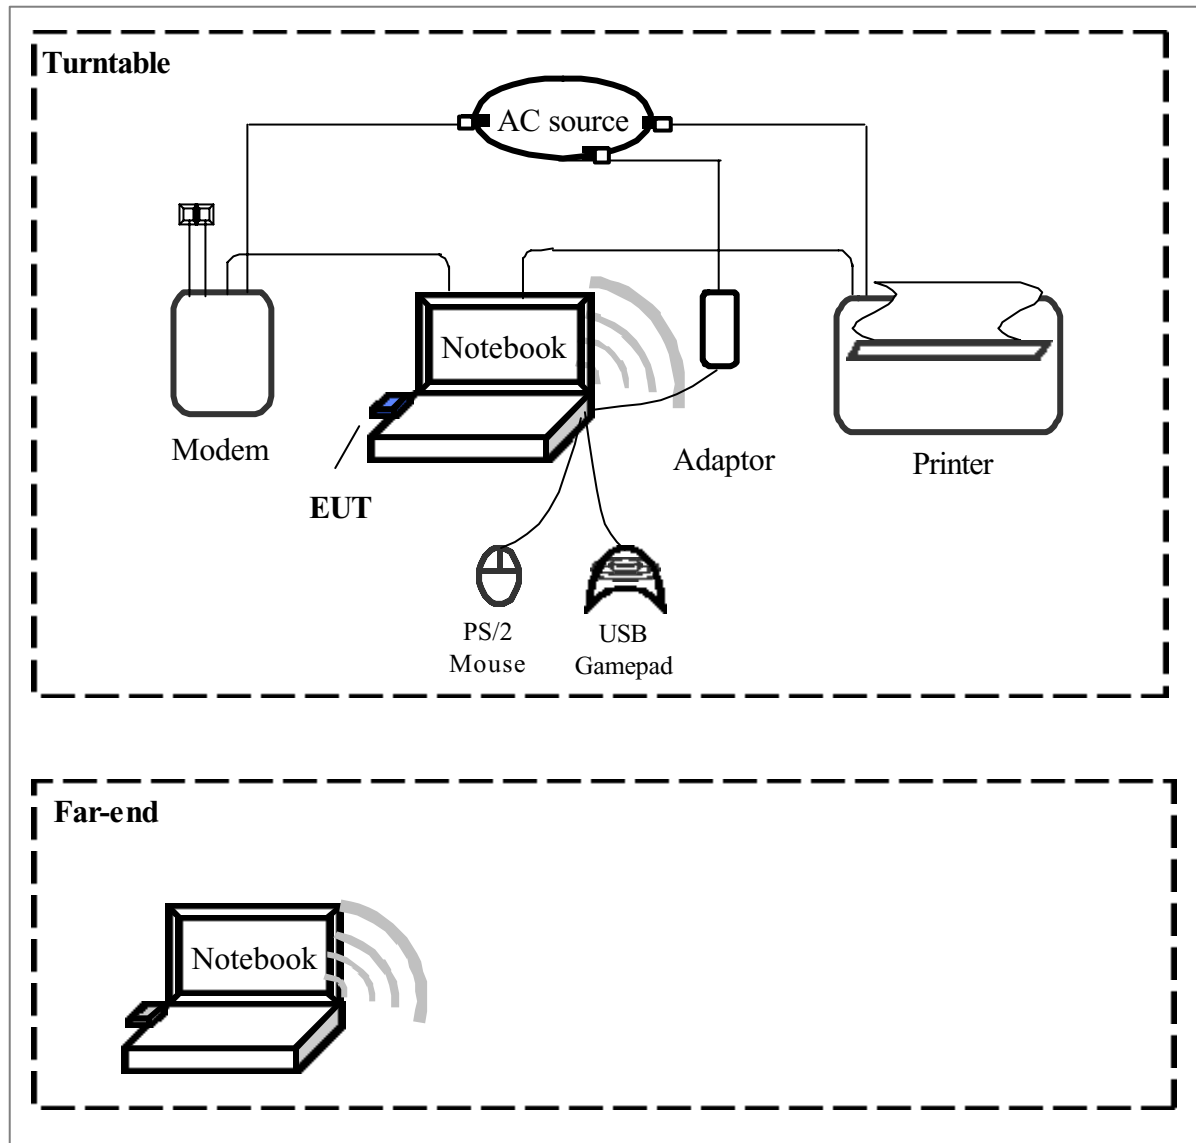 Turntable
AC source
Notebook
Modem
Adaptor
Printer
EUT
PS/2
Mouse
USB
Gamepad
Far-end
Notebook